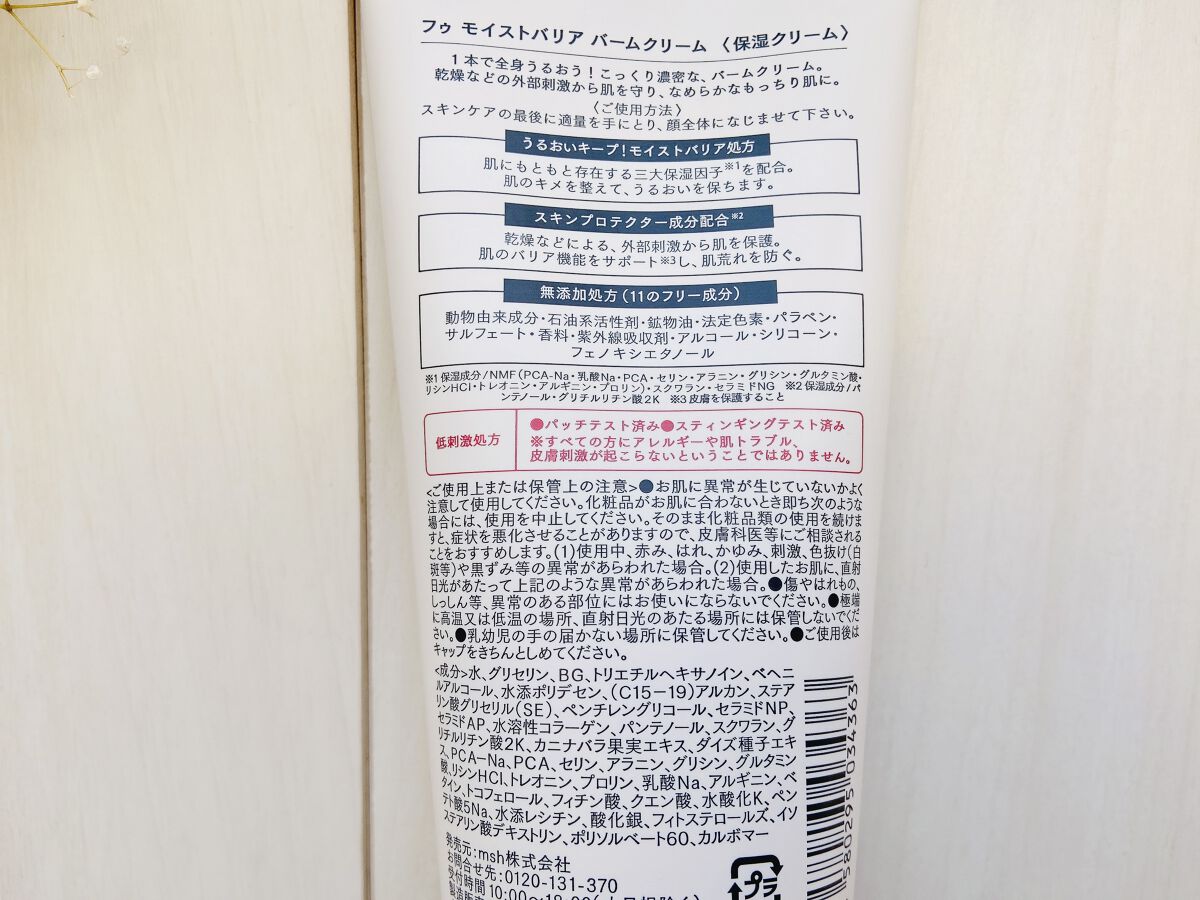 フゥ モイストバリア バームクリーム 〈保湿クリーム〉
1本で全身うるおう!こっくり濃密な、バームクリーム。
乾燥などの外部刺激から肌を守り、なめらかなもっちり肌に。
〈ご使用方法〉
スキンケアの最後に適量を手にとり、顔全体になじませて下さい。
うるおいキープ!モイストバリア処方
肌にもともと存在する三大保湿因子※1を配合。
肌のキメを整えて、うるおいを保ちます。
スキンプロテクター成分配合※2
乾燥などによる、外部刺激から肌を保護。
肌のバリア機能をサポート※3し、肌荒れを防ぐ。
無添加処方(11のフリー成分)
動物由来成分・石油系活性剤・鉱物油・法定色素・パラベン・
サルフェート・香料・紫外線吸収剤・アルコール・シリコーン・
フェノキシエタノール
※1 保湿成分/NMF(PCA-Na・乳酸Na・PCA・セリン・アラニン・グリシン・グルタミン酸・
リシンHCl・トレオニン・アルギニン・プロリン)・スクワラン・セラミドNG ※2 保湿成分/パ
ンテノール・グリチルリチン酸2K ※3 皮膚を保護すること
低刺激処方
●パッチテスト済み●スティンギングテスト済み
※すべての方にアレルギーや肌トラブル、
皮膚刺激が起こらないということではありません。
<ご使用上または保管上の注意>●お肌に異常が生じていないかよく
注意して使用してください。化粧品がお肌に合わないとき即ち次のような
場合には、使用を中止してください。そのまま化粧品類の使用を続けま
すと、症状を悪化させることがありますので、皮膚科医等にご相談される
ことをおすすめします。(1)使用中、赤み、はれ、かゆみ、刺激、色抜け(白
斑等)や黒ずみ等の異常があらわれた場合。(2)使用したお肌に、直射
日光があたって上記のような異常があらわれた場合。●傷やはれもの、
しっしん等、異常のある部位にはお使いにならないでください。●極端
に高温又は低温の場所、直射日光のあたる場所には保管しないでくだ
さい。●乳幼児の手の届かない場所に保管してください。●ご使用後は
キャップをきちんとしめてください。
<成分>水、グリセリン、BG、トリエチルヘキサノイン、ベヘニ
ルアルコール、水添ポリデセン、(C15-19)アルカン、ステア
リン酸グリセリル(SE)、ペンチレングリコール、セラミドNP、
セラミドAP、水溶性コラーゲン、パンテノール、スクワラン、グ
リチルリチン酸2K、カニナバラ果実エキス、ダイズ種子エキ
ス、PCA-Na、PCA、セリン、アラニン、グリシン、グルタミン
酸、リシンHCl、トレオニン、プロリン、乳酸Na、アルギニン、ベ
タイン、トコフェロール、フィチン酸、クエン酸、水酸化K、ペン
テト酸5Na、水添レシチン、酸化銀、フィトステロールズ、イソ
ステアリン酸デキストリン、ポリソルベート60、カルボマー
発売元:msh株式会社
お問合せ先:0120-131-370
受付時間10:00~18:00(土日祝除く)
プラ
580295 034363